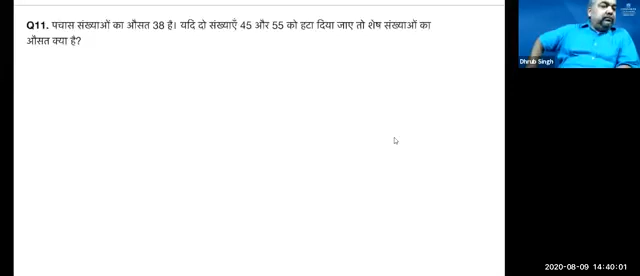 Q11. पचास संख्याओं का औसत 38 है। यदि दो संख्याएँ 45 और 55 को हटा दिया जाए तो शेष संख्याओं का
औसत क्या है?
Dhrub Singh
2020-08-09 14:40:01